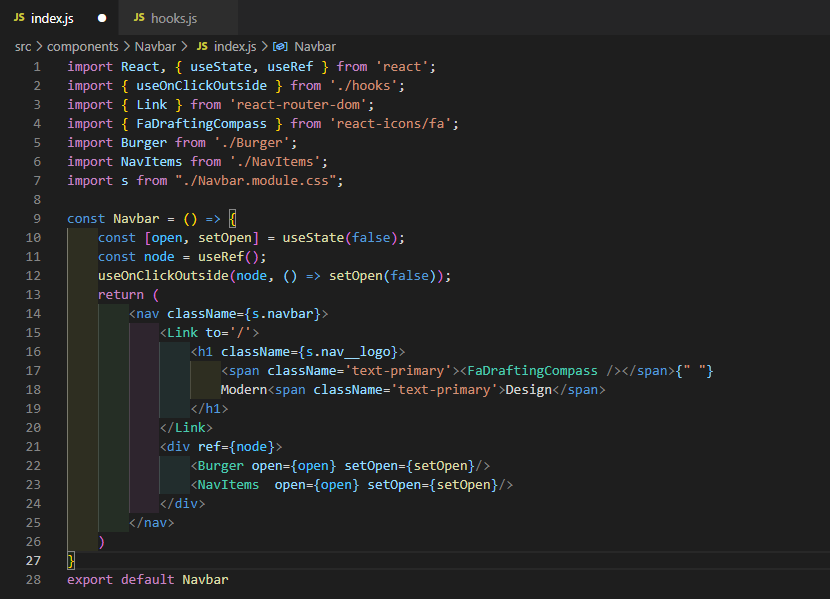 JS index.js ● JS hooks.js
src > components > Navbar > JS index.js > Navbar
1 import React, { useState, useRef } from 'react';
2 import { useOnClickOutside } from './hooks';
3 import { Link } from 'react-router-dom';
4 import { FaDraftingCompass } from 'react-icons/fa';
5 import Burger from './Burger';
6 import NavItems from './NavItems';
7 import s from "./Navbar.module.css";
8
9 const Navbar = () => {
10     const [open, setOpen] = useState(false);
11     const node = useRef();
12     useOnClickOutside(node, () => setOpen(false));
13     return (
14         <nav className={s.navbar}>
15             <Link to='/'>
16                 <h1 className={s.nav__logo}>
17                     <span className='text-primary'><FaDraftingCompass /></span>{" "}
18                     Modern<span className='text-primary'>Design</span>
19                 </h1>
20             </Link>
21             <div ref={node}>
22                 <Burger open={open} setOpen={setOpen}/>
23                 <NavItems  open={open} setOpen={setOpen}/>
24             </div>
25         </nav>
26     )
27 }
28 export default Navbar